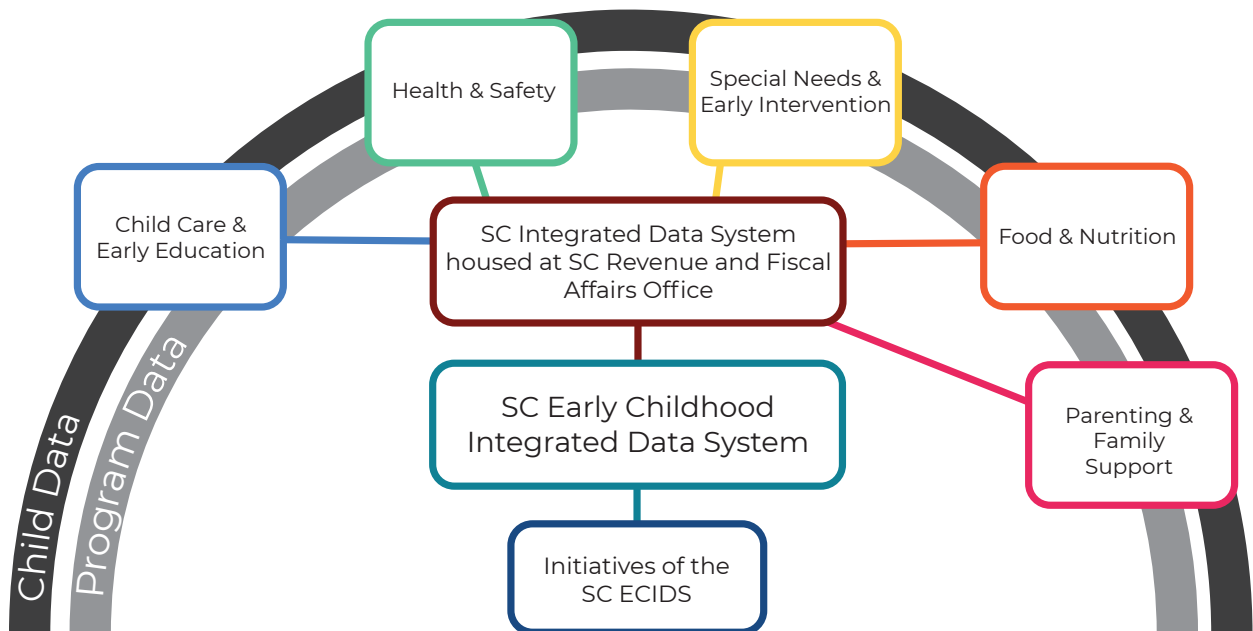 Health & Safety
Special Needs &
Early Intervention
Child Care &
Early Education
SC Integrated Data System
housed at SC Revenue and Fiscal
Affairs Office
Food & Nutrition
Child Data
Program Data
SC Early Childhood
Integrated Data System
Parenting &
Family
Support
Initiatives of the
SC ECIDS